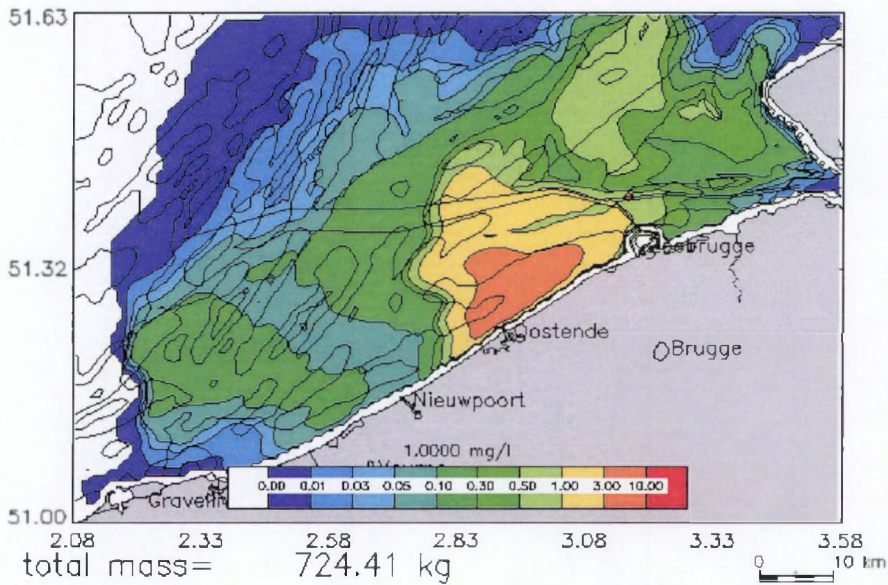 51.63
51.32
51.00
Zeebrugge
Oostende
Brugge
Nieuwpoort
1.0000 mg/l
0.00 0.01 0.03 0.05 0.10 0.30 0.50 1.00 3.00 10.00
2.08 2.33 2.58 2.83 3.08 3.33 3.58
total mass= 724.41 kg
0 10 km